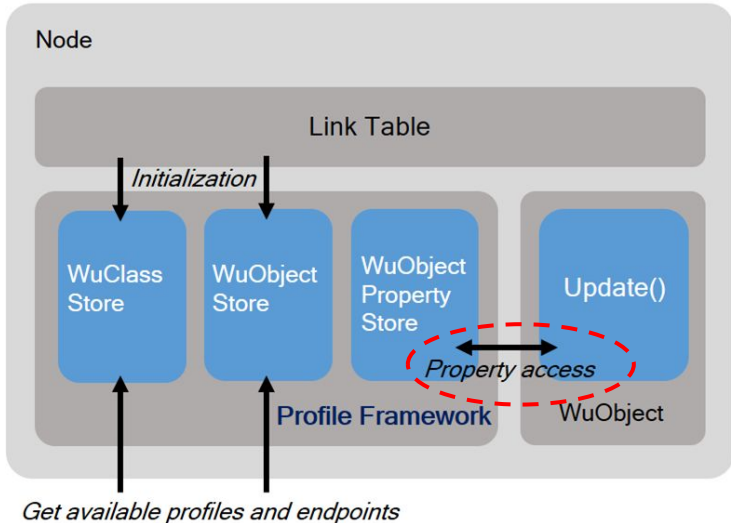 Node
Link Table
Initialization
WuClass
Store
WuObject
Store
WuObject
Property
Store
Update()
Property access
Profile Framework
WuObject
Get available profiles and endpoints